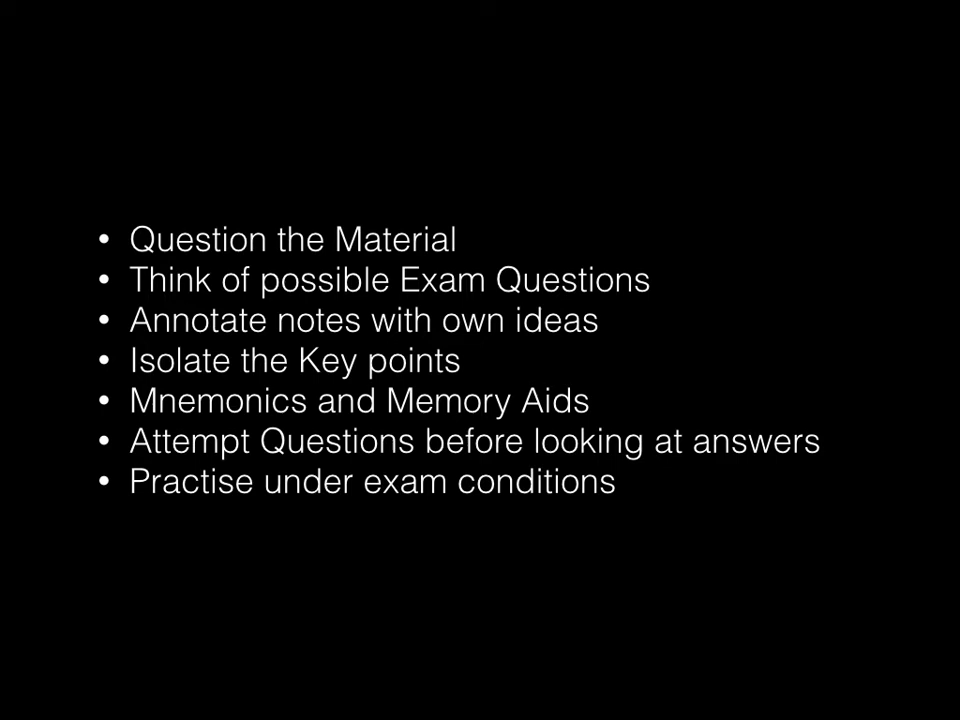 • Question the Material
• Think of possible Exam Questions
• Annotate notes with own ideas
• Isolate the Key points
• Mnemonics and Memory Aids
• Attempt Questions before looking at answers
• Practise under exam conditions